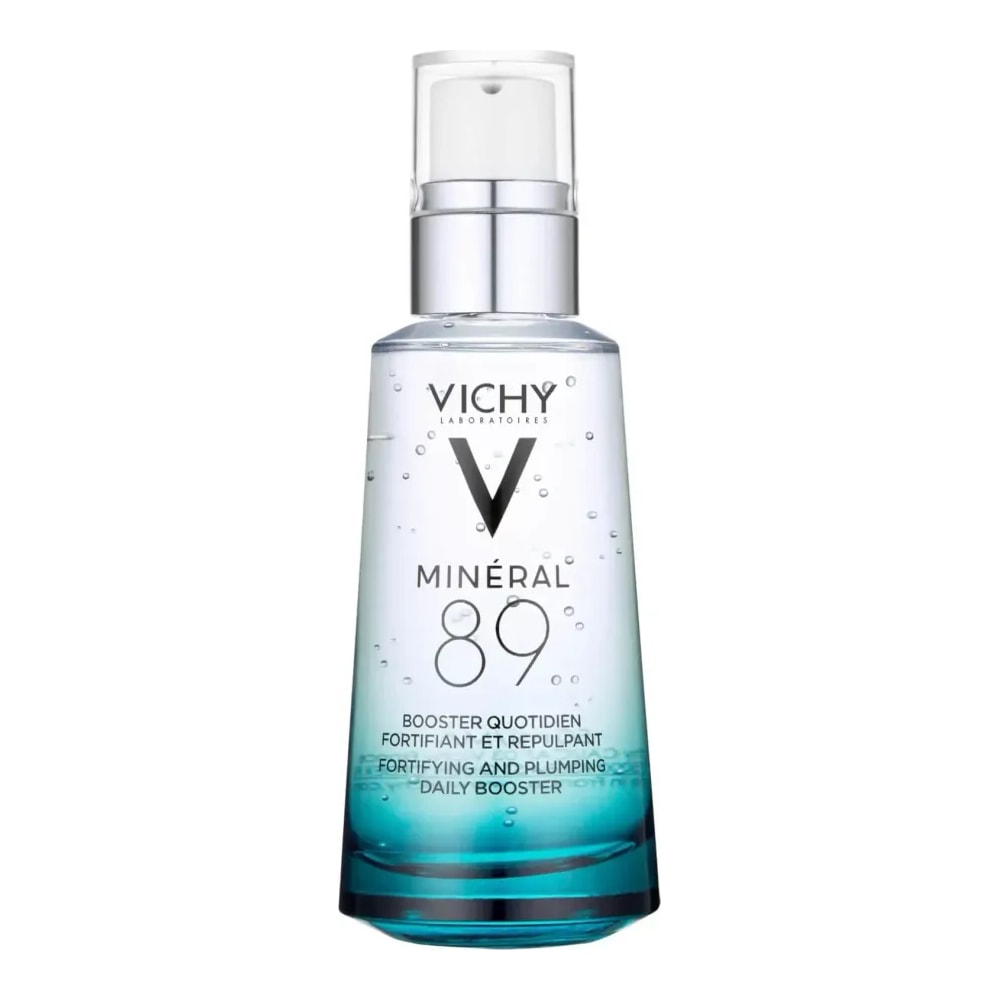 VICHY
LABORATOIRES
V
MINÉRAL
89
BOOSTER QUOTIDIEN
FORTIFIANT ET REPULPANT
FORTIFYING AND PLUMPING
DAILY BOOSTER